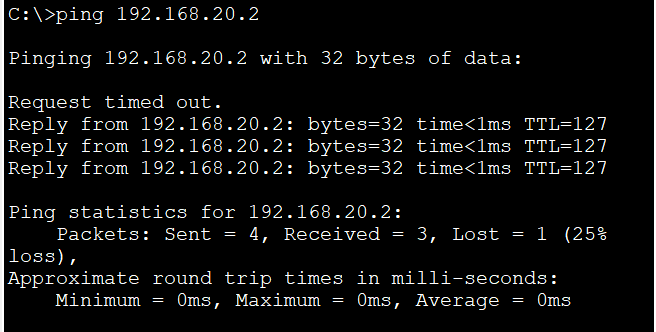 C:\>ping 192.168.20.2
Pinging 192.168.20.2 with 32 bytes of data:
Request timed out.
Reply from 192.168.20.2: bytes=32 time<1ms TTL=127
Reply from 192.168.20.2: bytes=32 time<1ms TTL=127
Reply from 192.168.20.2: bytes=32 time<1ms TTL=127
Ping statistics for 192.168.20.2:
    Packets: Sent = 4, Received = 3, Lost = 1 (25%
loss),
Approximate round trip times in milli-seconds:
    Minimum = 0ms, Maximum = 0ms, Average = 0ms